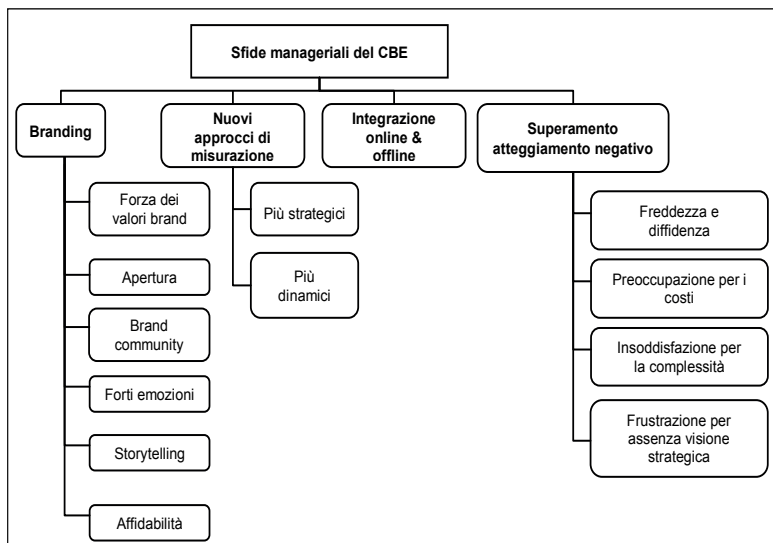 Sfide manageriali del CBE
Branding
Nuovi
approcci di
misurazione
Integrazione
online &
offline
Superamento
atteggiamento negativo
Forza dei
valori brand
Apertura
Brand
community
Forti emozioni
Storytelling
Affidabilità
Più strategici
Più
dinamici
Freddezza e
diffidenza
Preoccupazione per i
costi
Insoddisfazione per
la complessità
Frustrazione per
assenza visione
strategica